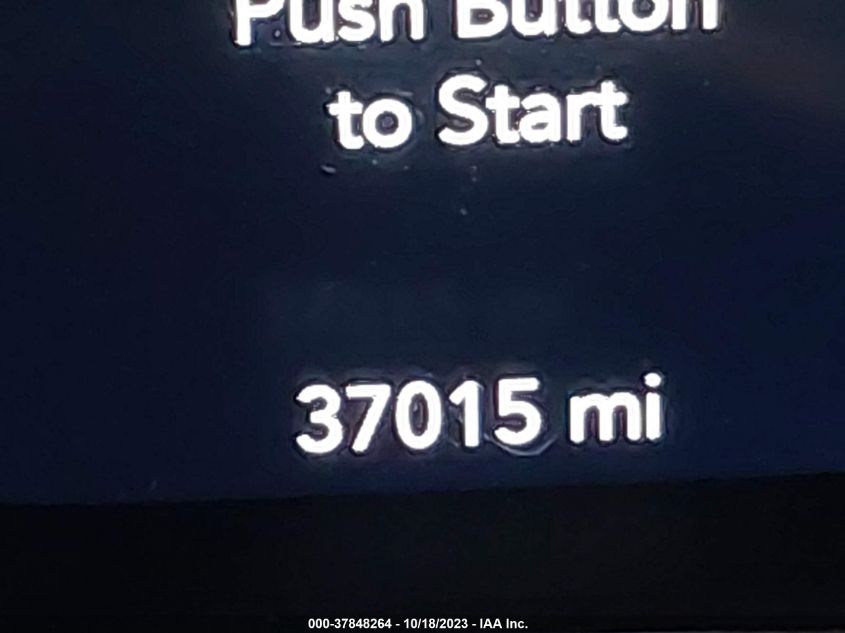 Push Button
to Start
37015 mi
000-37848264 - 10/18/2023 - IAA Inc.